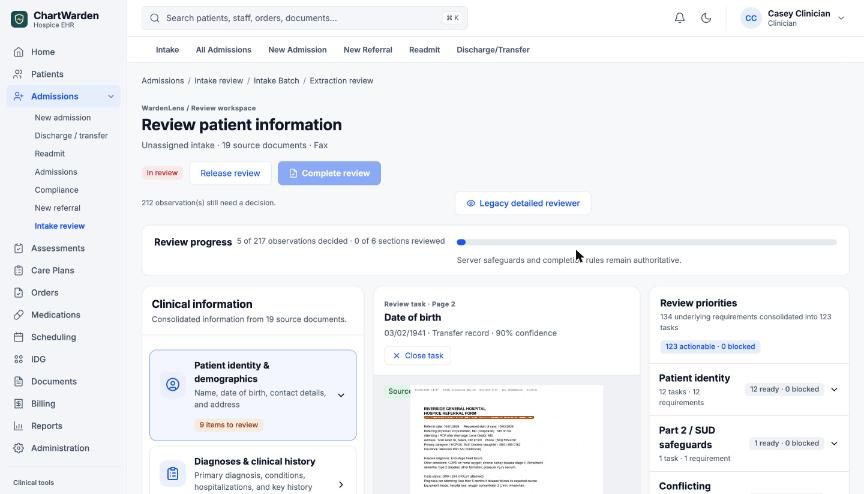 ChartWarden
Hospice EHR
Search patients, staff, orders, documents...
⌘ K
CC
Casey Clinician
Clinician
Home
Patients
Admissions
New admission
Discharge / transfer
Readmit
Admissions
Compliance
New referral
Intake review
Assessments
Care Plans
Orders
Medications
Scheduling
IDG
Documents
Billing
Reports
Administration
Clinical tools
Intake
All Admissions
New Admission
New Referral
Readmit
Discharge/Transfer
Admissions / Intake review / Intake Batch / Extraction review
WardenLens / Review workspace
Review patient information
Unassigned intake · 19 source documents · Fax
In review
Release review
Complete review
212 observation(s) still need a decision.
Legacy detailed reviewer
Review progress
5 of 217 observations decided · 0 of 6 sections reviewed
Server safeguards and completion rules remain authoritative.
Clinical information
Consolidated information from 19 source documents.
Patient identity &
demographics
Name, date of birth, contact details,
and address
9 items to review
Diagnoses & clinical history
Primary diagnosis, conditions,
hospitalizations, and key history
Review task · Page 2
Date of birth
03/02/1941 · Transfer record · 90% confidence
Close task
Source
RIVERSIDE GENERAL HOSPITAL,
HOSPICE REFERRAL FORM
Review priorities
134 underlying requirements consolidated into 123
tasks
123 actionable · 0 blocked
Patient identity
12 tasks · 12
requirements
12 ready · 0 blocked
Part 2 / SUD
safeguards
1 task · 1 requirement
1 ready · 0 blocked
Conflicting